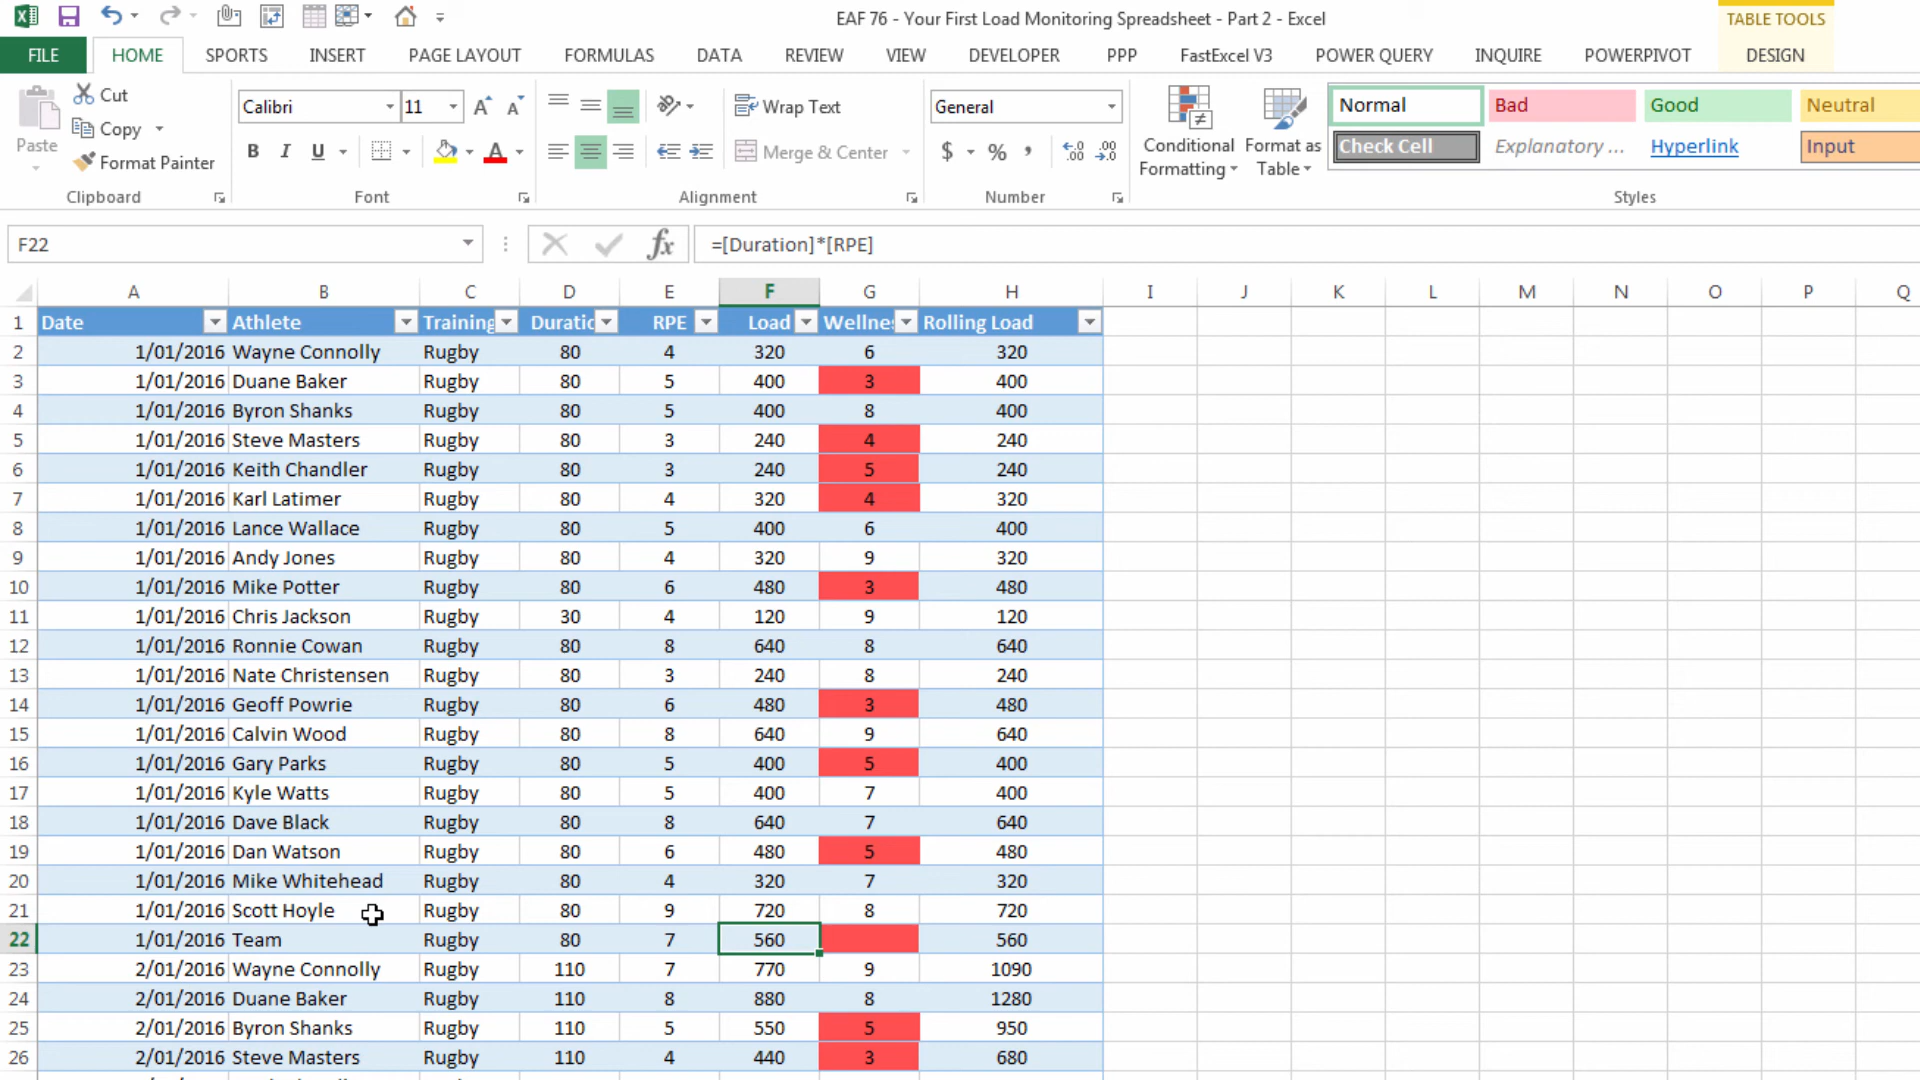 EAF 76 - Your First Load Monitoring Spreadsheet - Part 2 - Excel
TABLE TOOLS
FILE HOME SPORTS INSERT PAGE LAYOUT FORMULAS DATA REVIEW VIEW DEVELOPER PPP FastExcel V3 POWER QUERY INQUIRE POWERPIVOT DESIGN
Paste
Cut
Copy
Format Painter
Clipboard
Calibri 11
B I U
Font
Wrap Text
Merge & Center
Alignment
General
$ % ,
Number
Conditional Formatting
Format as Table
Normal Bad Good Neutral
Check Cell Explanatory ... Hyperlink Input
Styles
F22 fx =[Duration]*[RPE]
A B C D E F G H I J K L M N O P Q
1 Date Athlete Training Duratio RPE Load Wellnes Rolling Load
2 1/01/2016 Wayne Connolly Rugby 80 4 320 6 320
3 1/01/2016 Duane Baker Rugby 80 5 400 3 400
4 1/01/2016 Byron Shanks Rugby 80 5 400 8 400
5 1/01/2016 Steve Masters Rugby 80 3 240 4 240
6 1/01/2016 Keith Chandler Rugby 80 3 240 5 240
7 1/01/2016 Karl Latimer Rugby 80 4 320 4 320
8 1/01/2016 Lance Wallace Rugby 80 5 400 6 400
9 1/01/2016 Andy Jones Rugby 80 4 320 9 320
10 1/01/2016 Mike Potter Rugby 80 6 480 3 480
11 1/01/2016 Chris Jackson Rugby 30 4 120 9 120
12 1/01/2016 Ronnie Cowan Rugby 80 8 640 8 640
13 1/01/2016 Nate Christensen Rugby 80 3 240 8 240
14 1/01/2016 Geoff Powrie Rugby 80 6 480 3 480
15 1/01/2016 Calvin Wood Rugby 80 8 640 9 640
16 1/01/2016 Gary Parks Rugby 80 5 400 5 400
17 1/01/2016 Kyle Watts Rugby 80 5 400 7 400
18 1/01/2016 Dave Black Rugby 80 8 640 7 640
19 1/01/2016 Dan Watson Rugby 80 6 480 5 480
20 1/01/2016 Mike Whitehead Rugby 80 4 320 7 320
21 1/01/2016 Scott Hoyle Rugby 80 9 720 8 720
22 1/01/2016 Team Rugby 80 7 560 560
23 2/01/2016 Wayne Connolly Rugby 110 7 770 9 1090
24 2/01/2016 Duane Baker Rugby 110 8 880 8 1280
25 2/01/2016 Byron Shanks Rugby 110 5 550 5 950
26 2/01/2016 Steve Masters Rugby 110 4 440 3 680